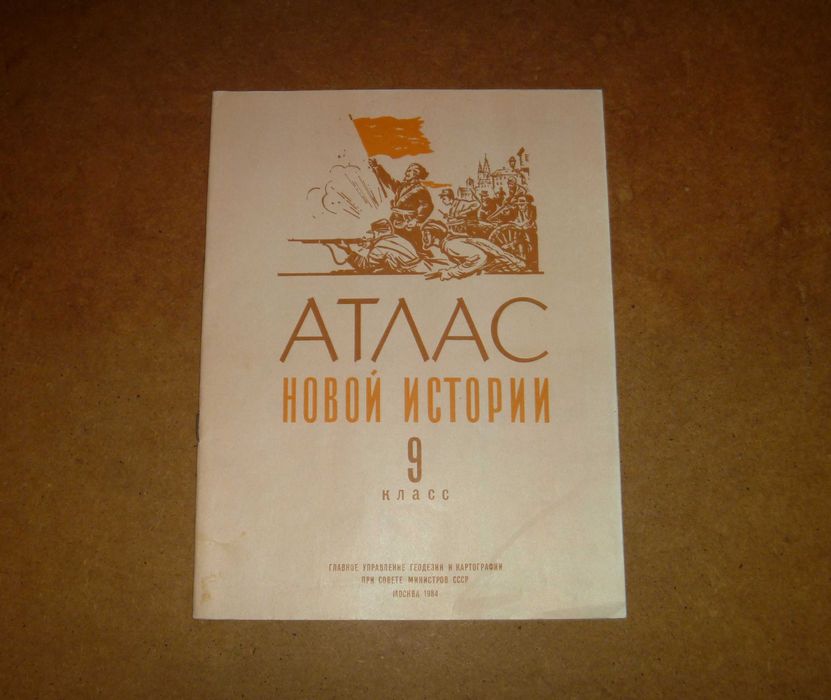 АТЛАС
НОВОЙ ИСТОРИИ
9
класс
ГЛАВНОЕ УПРАВЛЕНИЕ ГЕОДЕЗИИ И КАРТОГРАФИИ
ПРИ СОВЕТЕ МИНИСТРОВ СССР
МОСКВА 1984